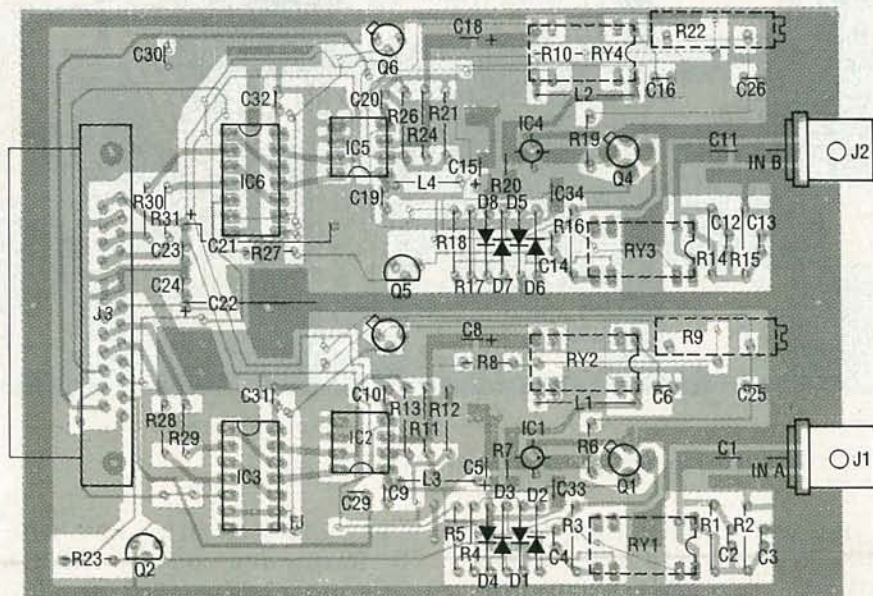 C18
R22
C30
Q6
R10
RY4
C32
C20
R26
R21
R24
C16
C26
L2
IC5
IC4
R19
C11
J2
IN B
IC6
C15
R20
Q4
C19
L4
R30
D8
D5
C34
R31
C21
R27
R18
R16
RY3
C12
C13
C23
C14
R14
R15
C24
R17
D7
D6
Q5
C22
J3
C8
R9
R8
RY2
C31
C10
R13
R12
L1
C6
C25
R28
R11
R29
IC2
IC1
R7
R6
C1
J1
IC3
L3
C5
Q1
IN A
C29
C9
D3
D2
C33
R5
R3
RY1
R1
R2
R4
C4
C2
C3
R23
Q2
D4
D1